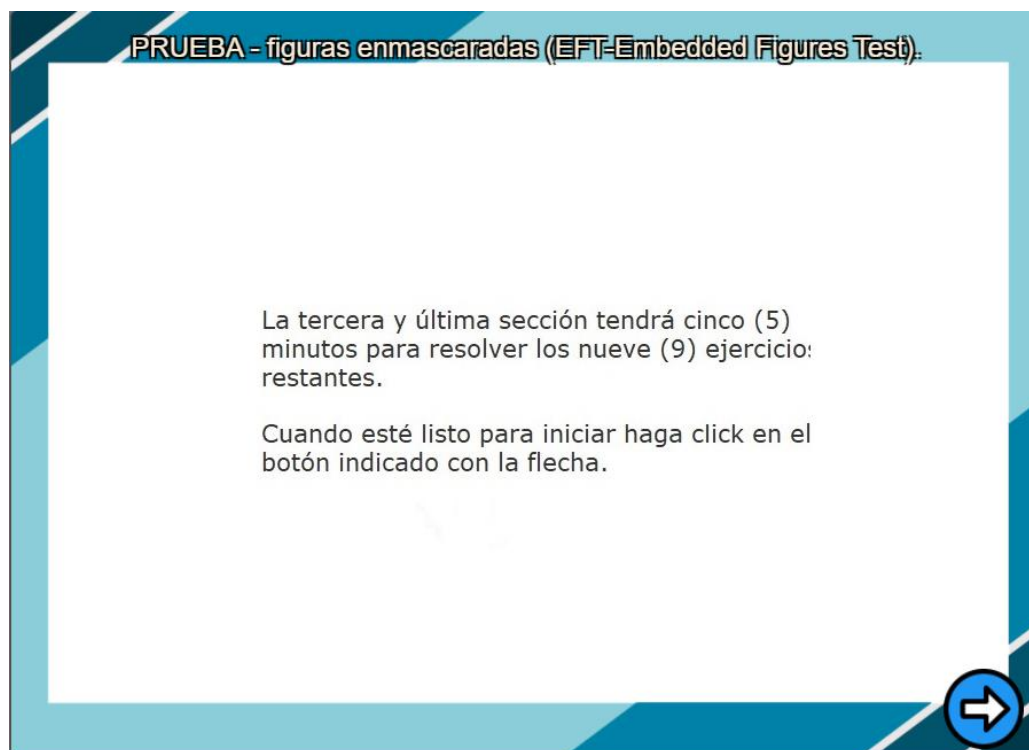 PRUEBA - figuras enmascaradas (EFT-Embedded Figures Test).
La tercera y última sección tendrá cinco (5)
minutos para resolver los nueve (9) ejercicios
restantes.
Cuando esté listo para iniciar haga click en el
botón indicado con la flecha.